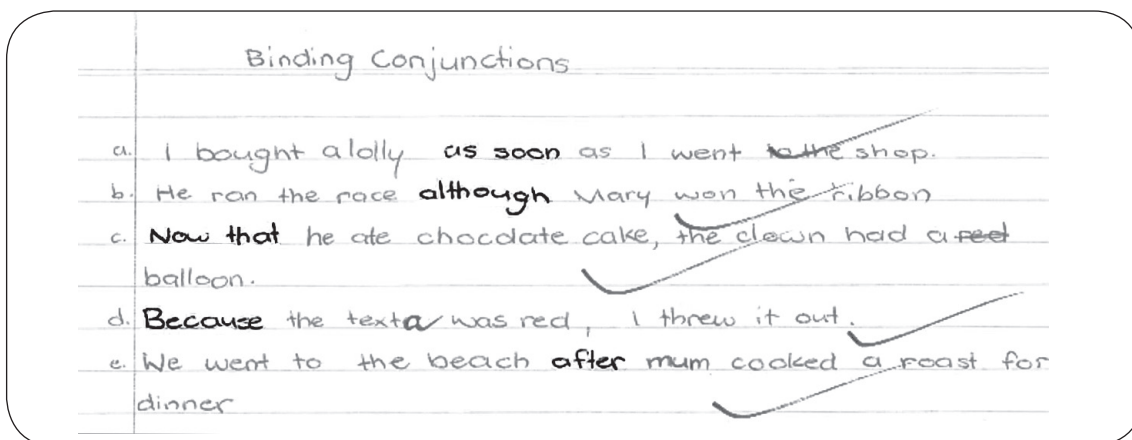 Binding Conjunctions
a. I bought a lolly as soon as I went to the shop.
b. He ran the race although Mary won the ribbon
c. Now that he ate chocolate cake, the clown had a red
balloon.
d. Because the texta was red, I threw it out.
e. We went to the beach after mum cooked a roast for
dinner